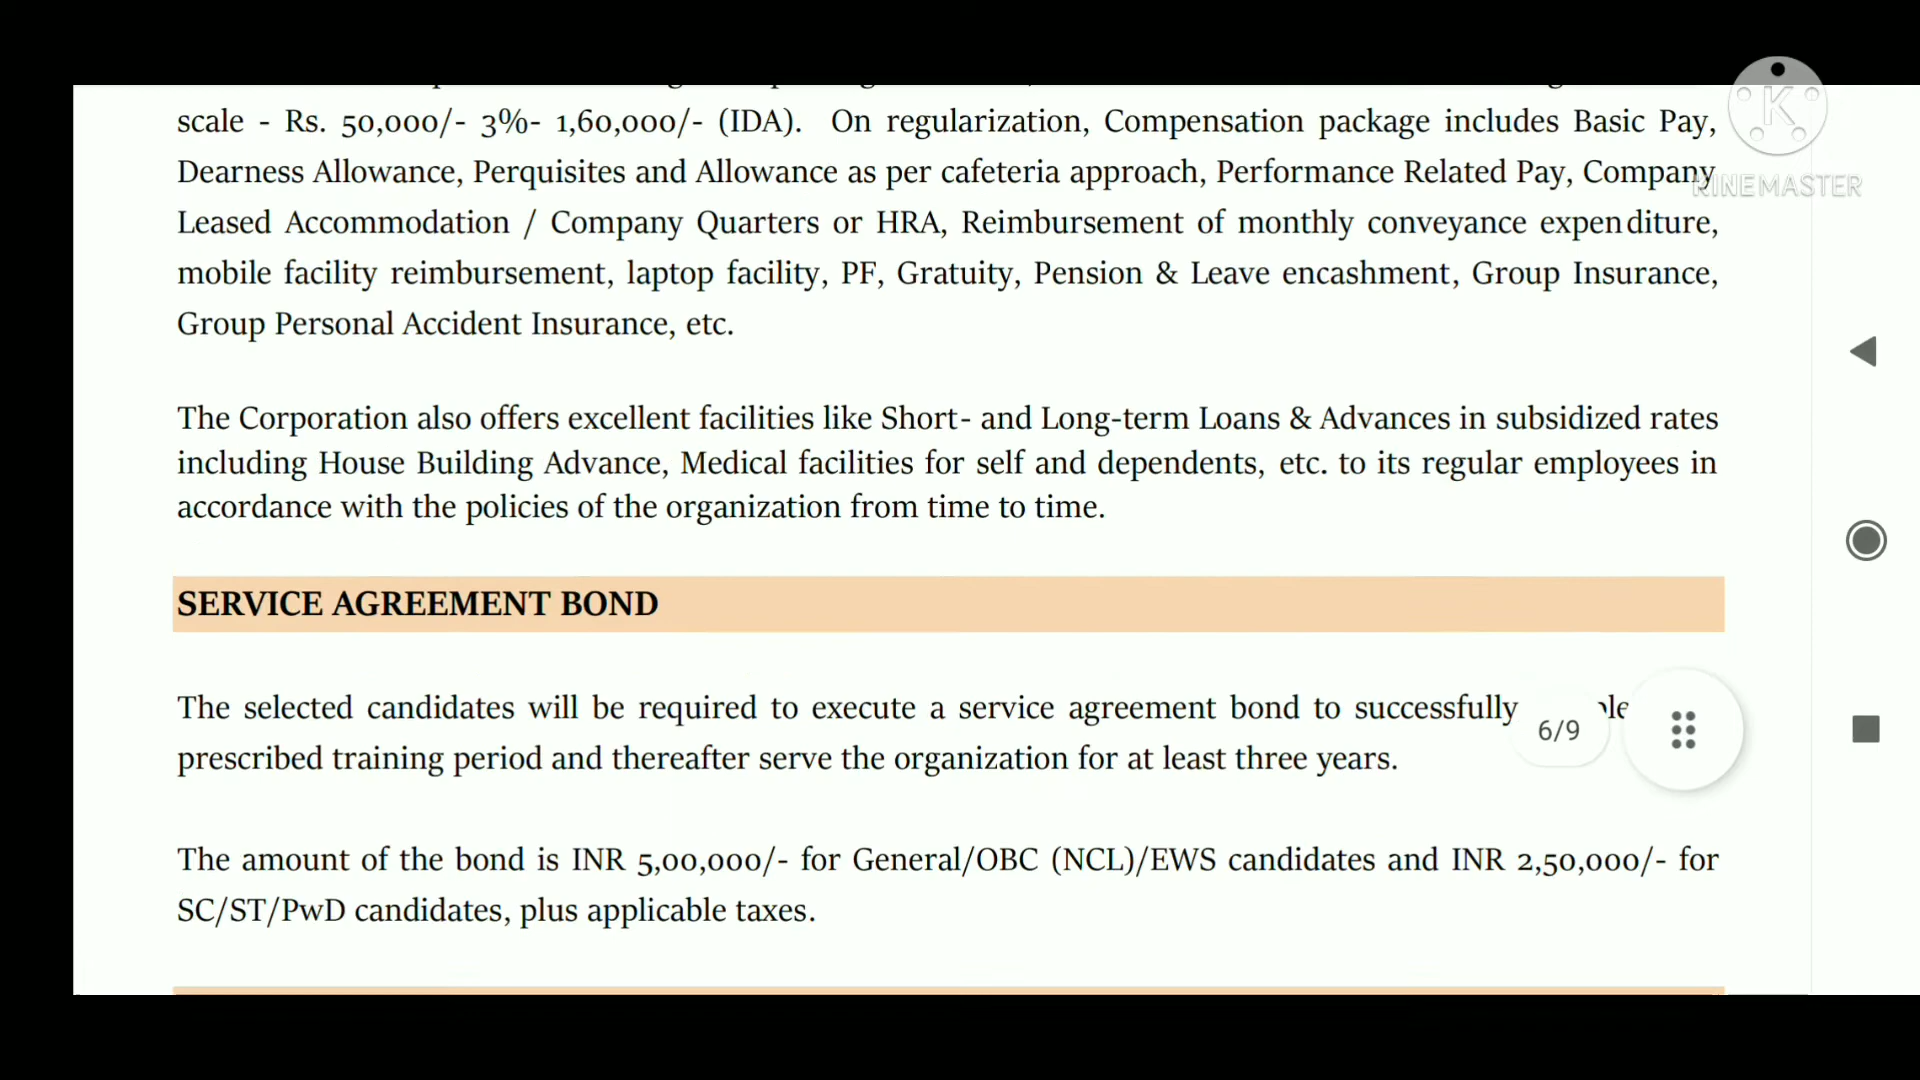 scale - Rs. 50,000/- 3%- 1,60,000/- (IDA). On regularization, Compensation package includes Basic Pay,
Dearness Allowance, Perquisites and Allowance as per cafeteria approach, Performance Related Pay, Company
Leased Accommodation / Company Quarters or HRA, Reimbursement of monthly conveyance expenditure,
mobile facility reimbursement, laptop facility, PF, Gratuity, Pension & Leave encashment, Group Insurance,
Group Personal Accident Insurance, etc.
The Corporation also offers excellent facilities like Short- and Long-term Loans & Advances in subsidized rates
including House Building Advance, Medical facilities for self and dependents, etc. to its regular employees in
accordance with the policies of the organization from time to time.
SERVICE AGREEMENT BOND
The selected candidates will be required to execute a service agreement bond to successfully
prescribed training period and thereafter serve the organization for at least three years.
The amount of the bond is INR 5,00,000/- for General/OBC (NCL)/EWS candidates and INR 2,50,000/- for
SC/ST/PwD candidates, plus applicable taxes.
6/9
K
KINEMASTER